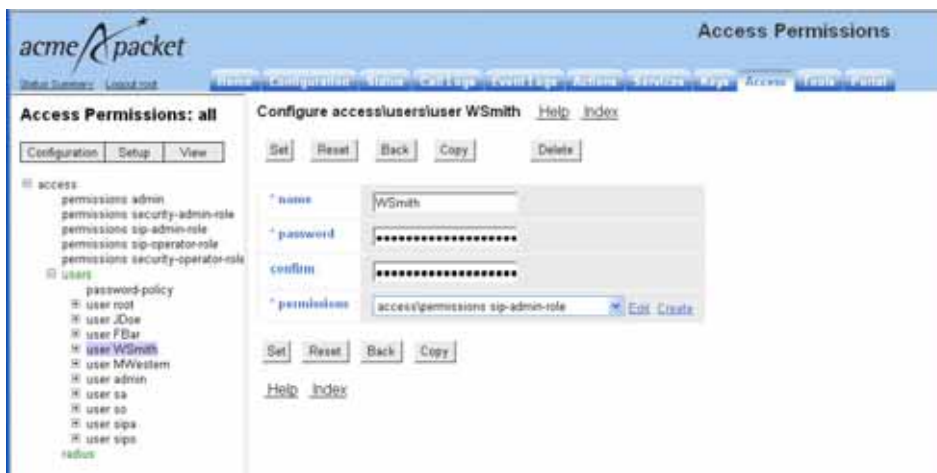 acme packet
Access Permissions
Status Summary Logout root
Home Configuration Status Call Logs Event Logs Actions Services Keys Access Tools Portal
Access Permissions: all
Configuration Setup View
access
permissions admin
permissions security-admin-role
permissions sip-admin-role
permissions sip-operator-role
permissions security-operator-role
users
password-policy
user root
user JDoe
user FBar
user WSmith
user MWestern
user admin
user sa
user so
user sipa
user sipo
radius
Configure access\users\user WSmith Help Index
Set Reset Back Copy Delete
* name WSmith
* password
confirm
* permissions access\permissions sip-admin-role Edit Create
Set Reset Back Copy
Help Index